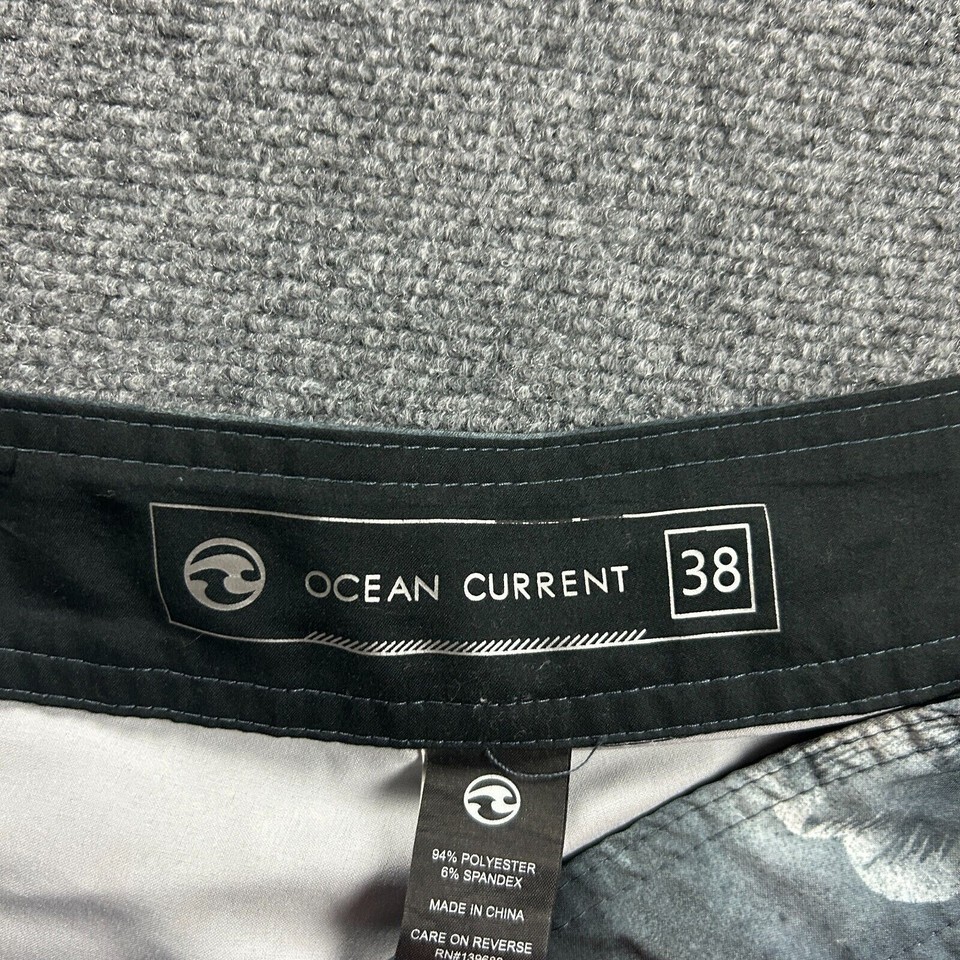 OCEAN CURRENT 38
94% POLYESTER
6% SPANDEX
MADE IN CHINA
CARE ON REVERSE